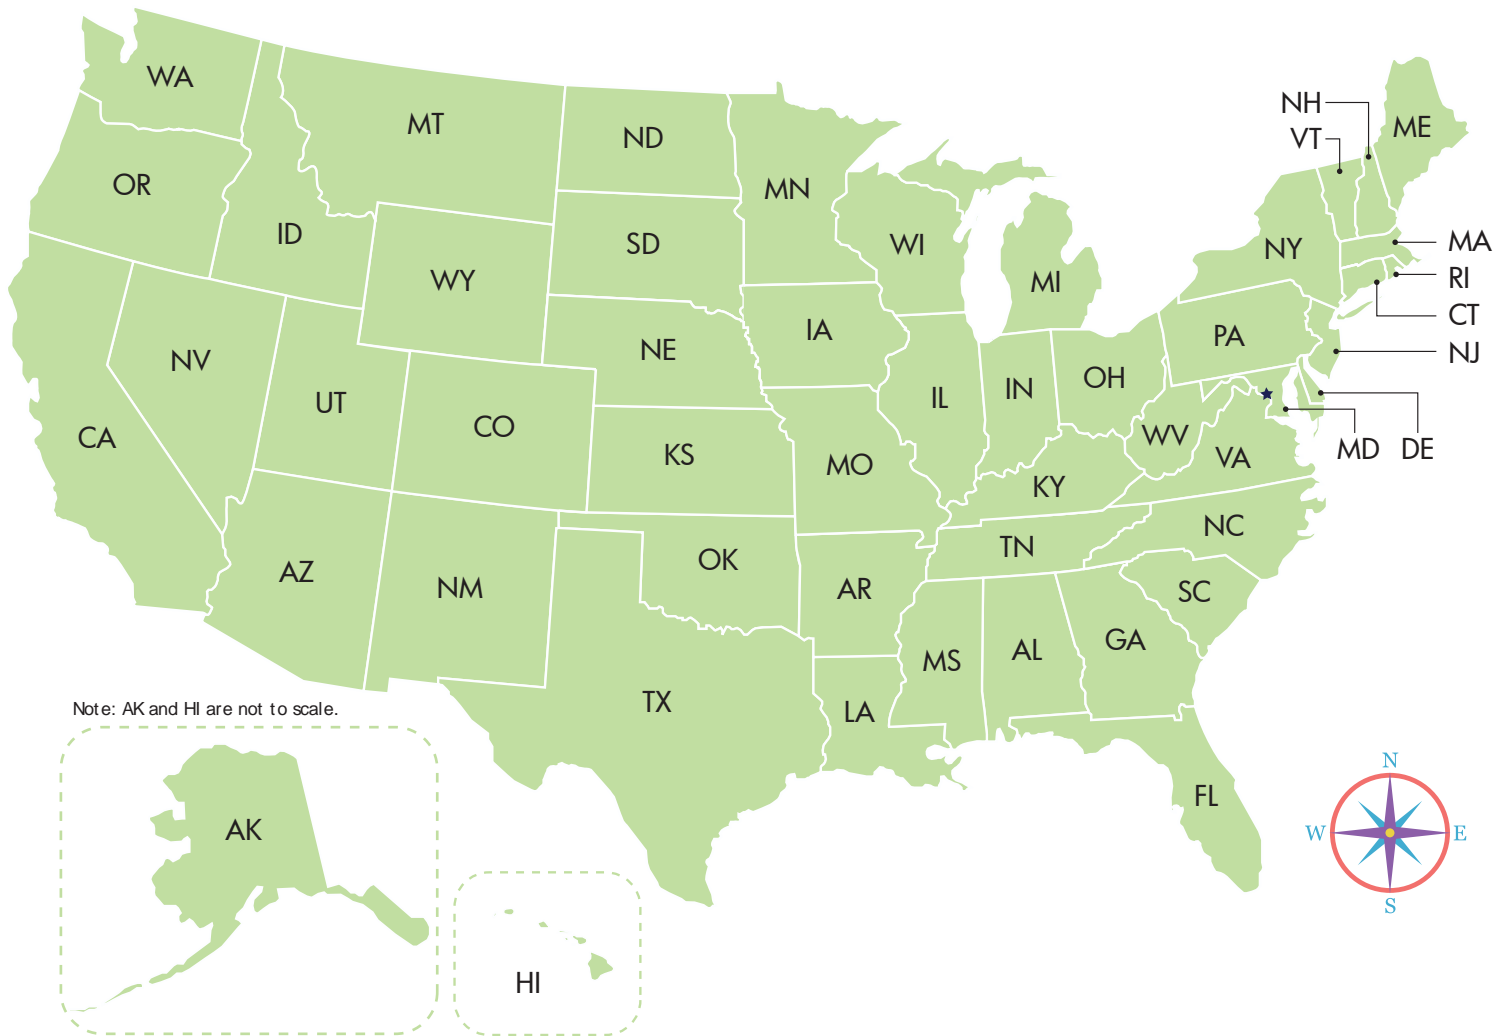 WA
MT
ND
MN
NH
VT
ME
OR
ID
WY
SD
WI
MI
NY
MA
RI
CT
NJ
NV
UT
CO
NE
IA
IL
IN
OH
PA
CA
KS
MO
KY
WV
VA
MD
DE
AZ
NM
OK
AR
TN
NC
SC
TX
LA
MS
AL
GA
FL
Note: AK and HI are not to scale.
AK
HI
N
W
E
S